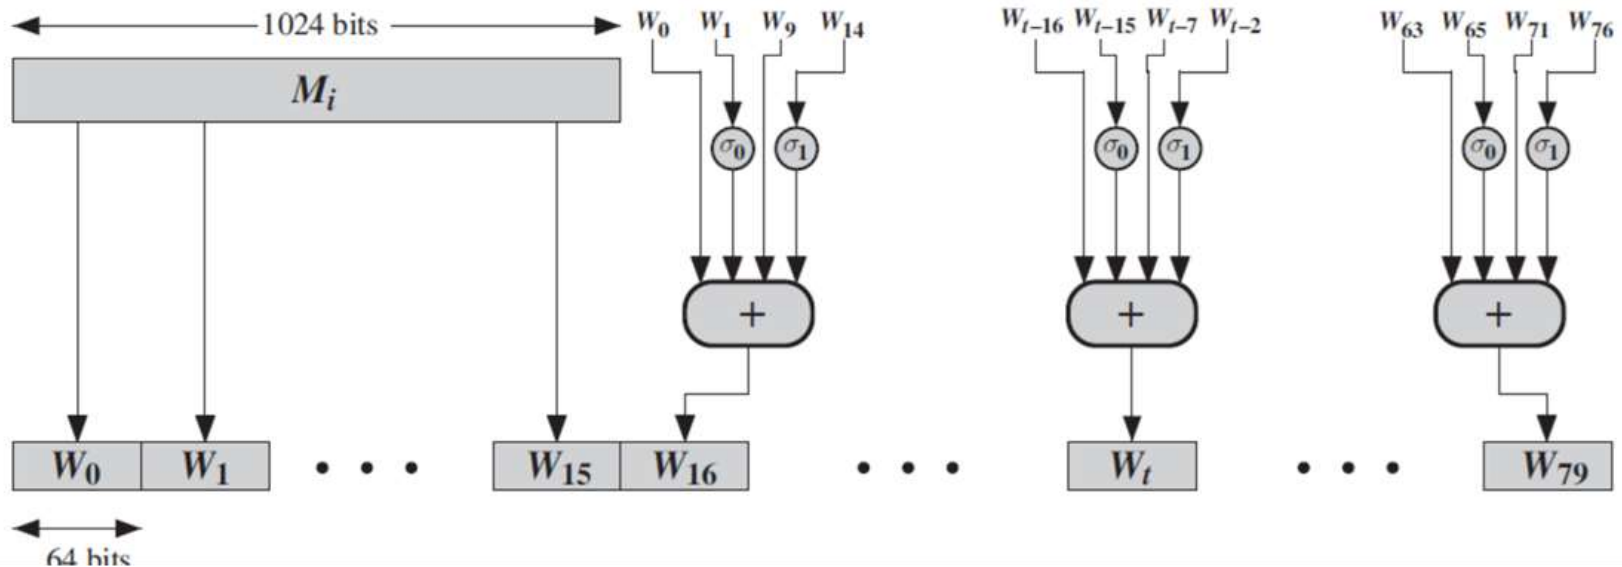 1024 bits
W0 W1 W9 W14
Wt−16 Wt−15 Wt−7 Wt−2
W63 W65 W71 W76
Mi
σ0 σ1
σ0 σ1
σ0 σ1
+ + +
W0 W1 • • • W15 W16 • • • Wt • • • W79
64 bits